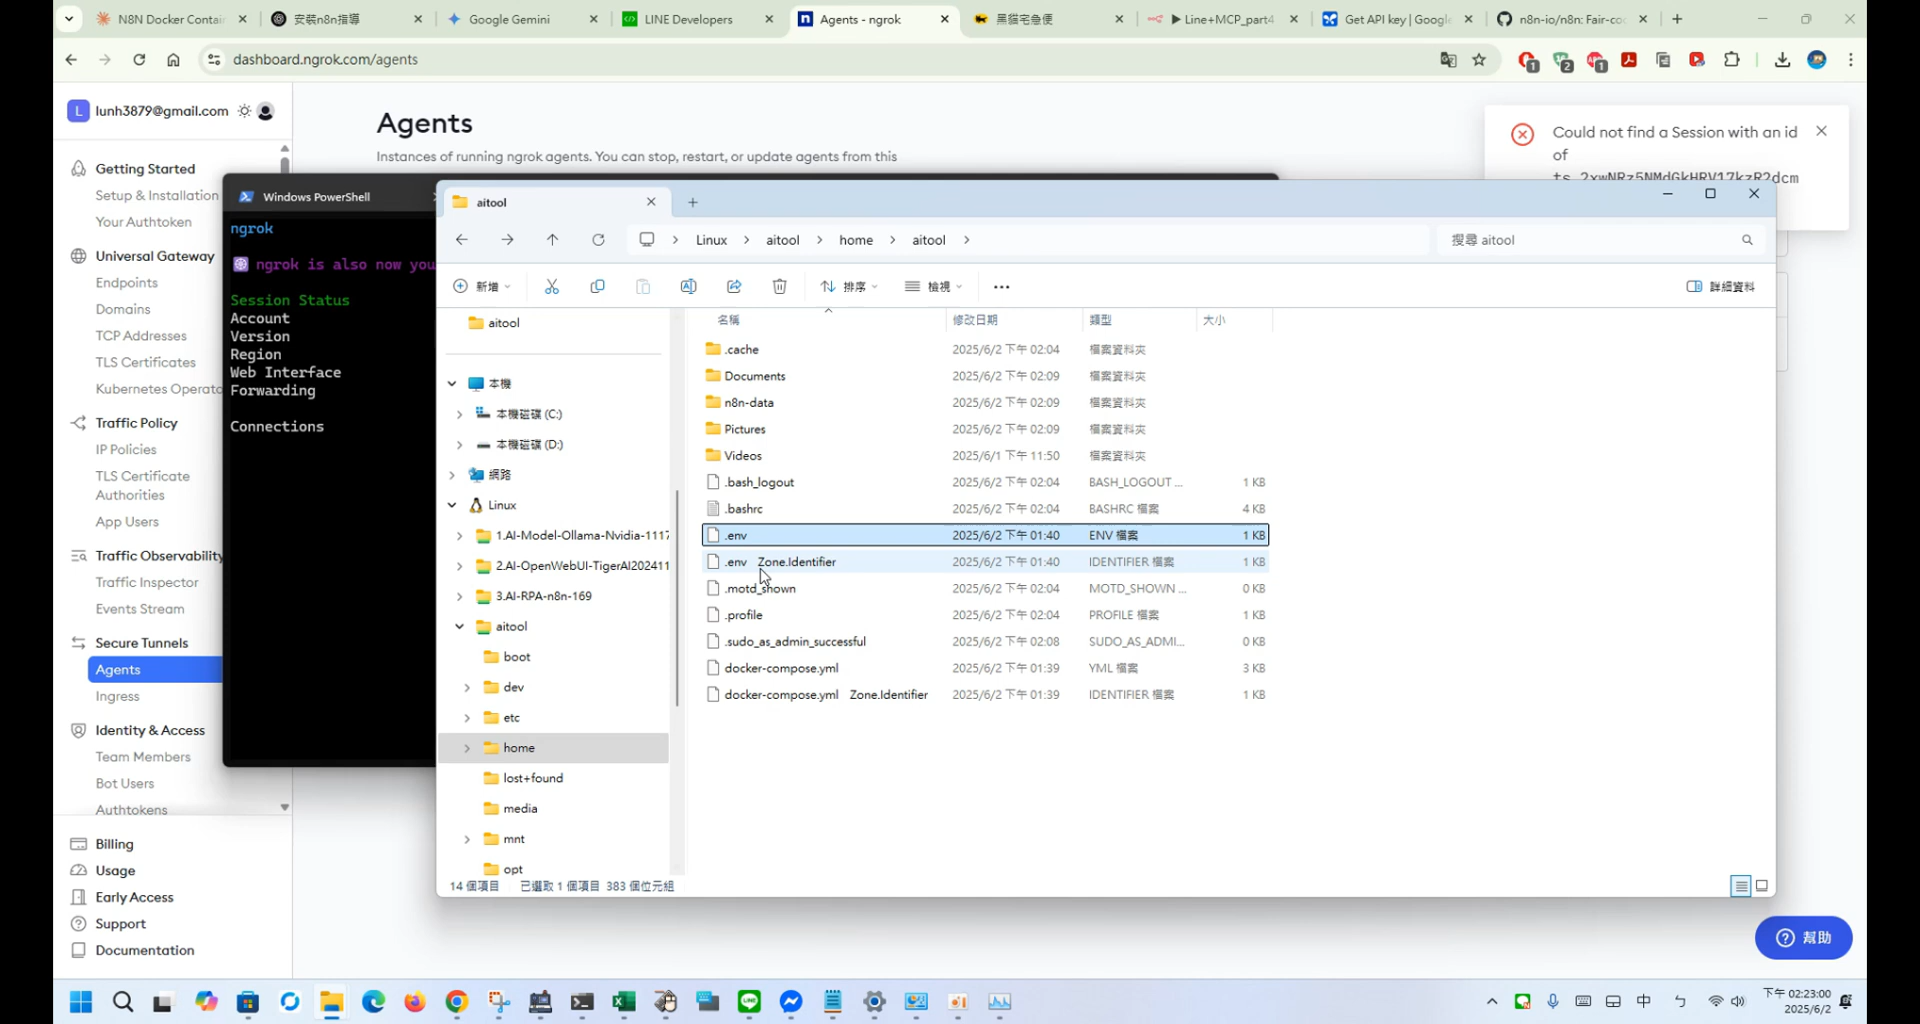 N8N Docker Contai
安裝n8n指導
Google Gemini
LINE Developers
Agents - ngrok
黑貓宅急便
Line+MCP_part4
Get API key | Google
n8n-io/n8n: Fair-co
dashboard.ngrok.com/agents
L
lunh3879@gmail.com
Getting Started
Setup & Installation
Your Authtoken
Universal Gateway
Endpoints
Domains
TCP Addresses
TLS Certificates
Kubernetes Operato
Traffic Policy
IP Policies
TLS Certificate
Authorities
App Users
Traffic Observability
Traffic Inspector
Events Stream
Secure Tunnels
Agents
Ingress
Identity & Access
Team Members
Bot Users
Authtokens
Billing
Usage
Early Access
Support
Documentation
Agents
Instances of running ngrok agents. You can stop, restart, or update agents from this
Could not find a Session with an id
of
ts_2xwNRz5NMdGkHRV17kzR2dcm
Windows PowerShell
ngrok
ngrok is also now you
Session Status
Account
Version
Region
Web Interface
Forwarding
Connections
aitool
Linux
aitool
home
aitool
搜尋 aitool
新增
排序
檢視
詳細資料
aitool
本機
本機磁碟 (C:)
本機磁碟 (D:)
網路
Linux
1.AI-Model-Ollama-Nvidia-1117
2.AI-OpenWebUI-TigerAI202411
3.AI-RPA-n8n-169
aitool
boot
dev
etc
home
lost+found
media
mnt
opt
名稱 修改日期 類型 大小
.cache 2025/6/2 下午 02:04 檔案資料夾
Documents 2025/6/2 下午 02:09 檔案資料夾
n8n-data 2025/6/2 下午 02:09 檔案資料夾
Pictures 2025/6/2 下午 02:09 檔案資料夾
Videos 2025/6/1 下午 11:50 檔案資料夾
.bash_logout 2025/6/2 下午 02:04 BASH_LOGOUT ... 1 KB
.bashrc 2025/6/2 下午 02:04 BASHRC 檔案 4 KB
.env 2025/6/2 下午 01:40 ENV 檔案 1 KB
.env Zone.Identifier 2025/6/2 下午 01:40 IDENTIFIER 檔案 1 KB
.motd_shown 2025/6/2 下午 02:04 MOTD_SHOWN ... 0 KB
.profile 2025/6/2 下午 02:04 PROFILE 檔案 1 KB
.sudo_as_admin_successful 2025/6/2 下午 02:08 SUDO_AS_ADMI... 0 KB
docker-compose.yml 2025/6/2 下午 01:39 YML 檔案 3 KB
docker-compose.yml Zone.Identifier 2025/6/2 下午 01:39 IDENTIFIER 檔案 1 KB
14 個項目 已選取 1 個項目 383 個位元組
幫助
中
下午 02:23:00
2025/6/2